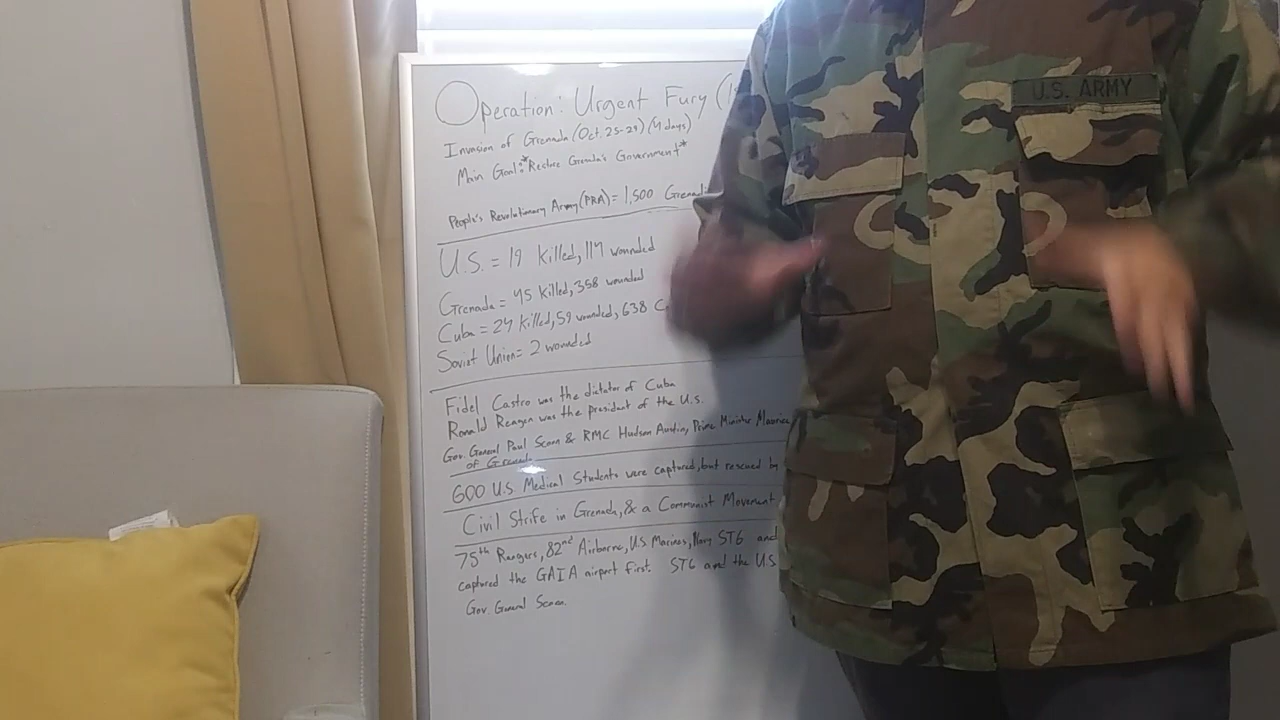 Operation: Urgent Fury (1
Invasion of Grenada (Oct. 25-29) (4 days)
Main Goal: *Restore Grenada's Government*
People's Revolutionary Army (PRA) = 1,500 Grenad
U.S. = 19 killed, 119 wounded
Grenada = 45 killed, 358 wounded
Cuba = 24 killed, 59 wounded, 638 C
Soviet Union = 2 wounded
Fidel Castro was the dictator of Cuba
Ronald Reagen was the president of the U.S.
Gov. General Paul Scoon & RMC Hudson Austin, Prime Minister Maurice
of Grenada
600 U.S. Medical Students were captured, but rescued by
Civil Strife in Grenada, & a Communist Movement
75th Rangers, 82nd Airborne, U.S Marines, Navy ST6 and
captured the GAIA airport first. ST6 and the U.S.
Gov. General Scoon.
U.S. ARMY